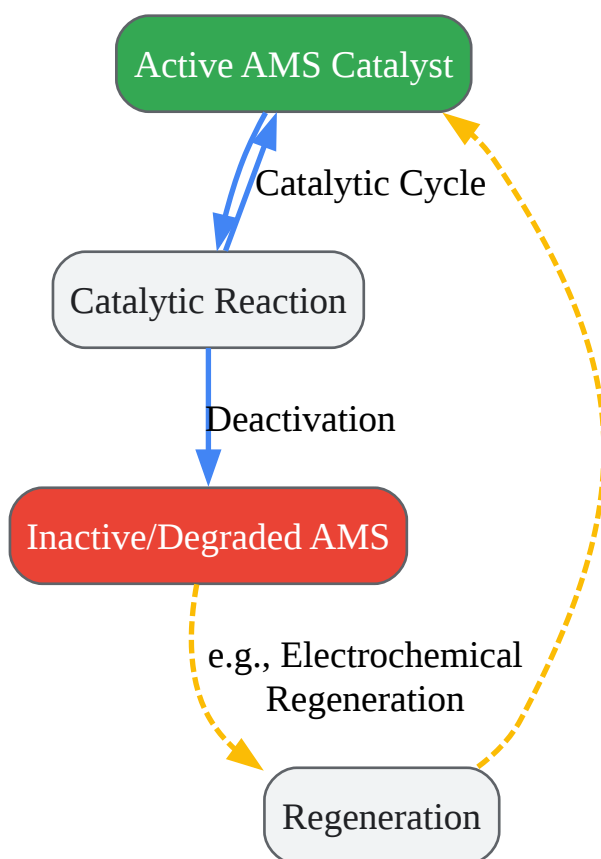 Active AMS Catalyst
Catalytic Cycle
Catalytic Reaction
Deactivation
Inactive/Degraded AMS
e.g., Electrochemical
Regeneration
Regeneration